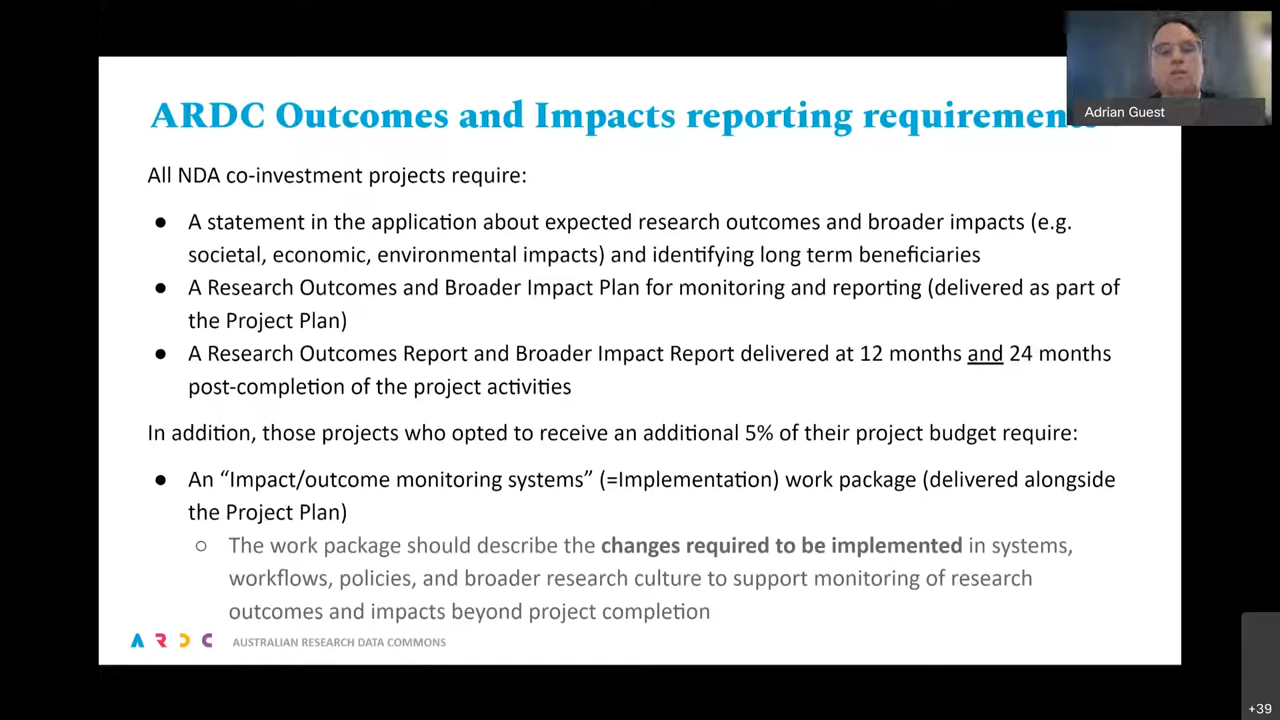 ARDC Outcomes and Impacts reporting requirements
Adrian Guest
All NDA co-investment projects require:
● A statement in the application about expected research outcomes and broader impacts (e.g.
societal, economic, environmental impacts) and identifying long term beneficiaries
● A Research Outcomes and Broader Impact Plan for monitoring and reporting (delivered as part of
the Project Plan)
● A Research Outcomes Report and Broader Impact Report delivered at 12 months and 24 months
post-completion of the project activities
In addition, those projects who opted to receive an additional 5% of their project budget require:
● An “Impact/outcome monitoring systems” (=Implementation) work package (delivered alongside
the Project Plan)
○ The work package should describe the changes required to be implemented in systems,
workflows, policies, and broader research culture to support monitoring of research
outcomes and impacts beyond project completion
ARDC AUSTRALIAN RESEARCH DATA COMMONS
+39